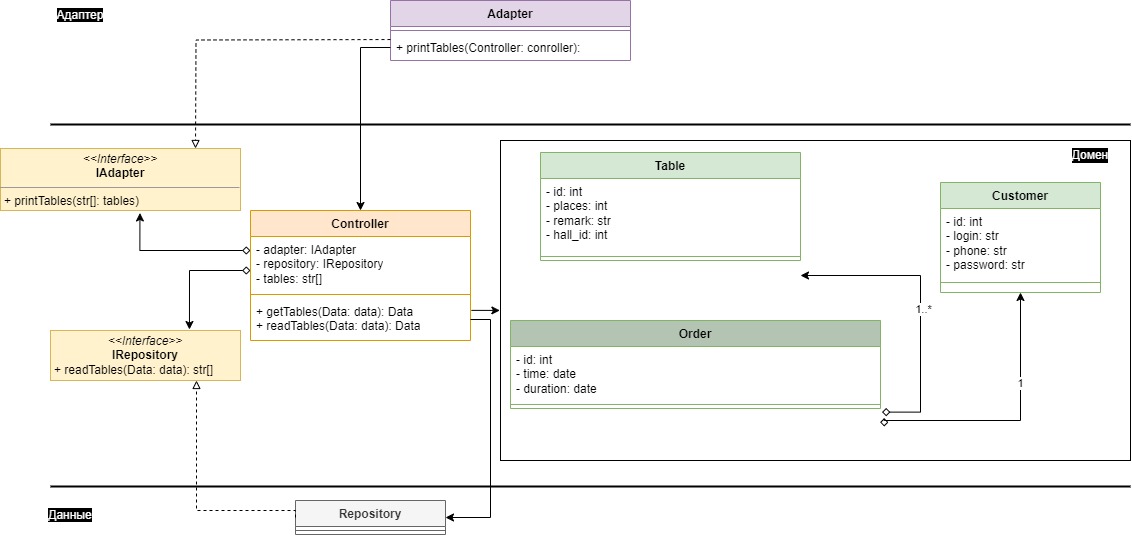 Адаптер
Adapter
+ printTables(Controller: conroller):
<<Interface>>
IAdapter
+ printTables(str[]: tables)
Controller
- adapter: IAdapter
- repository: IRepository
- tables: str[]
+ getTables(Data: data): Data
+ readTables(Data: data): Data
<<Interface>>
IRepository
+ readTables(Data: data): str[]
Домен
Table
- id: int
- places: int
- remark: str
- hall_id: int
Customer
- id: int
- login: str
- phone: str
- password: str
1..*
Order
- id: int
- time: date
- duration: date
1
Данные
Repository